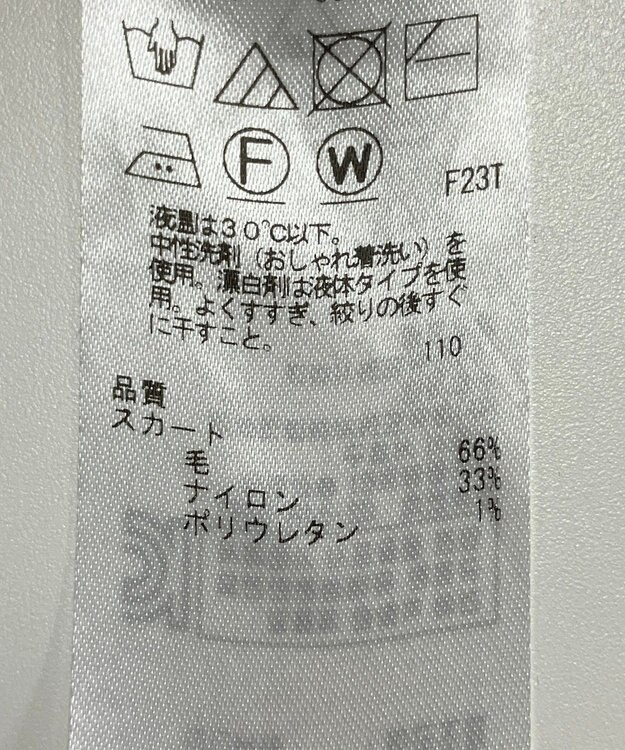 F W
F23T
液温は30℃以下。
中性洗剤（おしゃれ着洗い）を
使用。漂白剤は液体タイプを使
用。よくすすぎ、絞りの後すぐ
に干すこと。
110
品質
スカート
毛 66%
ナイロン 33%
ポリウレタン 1%